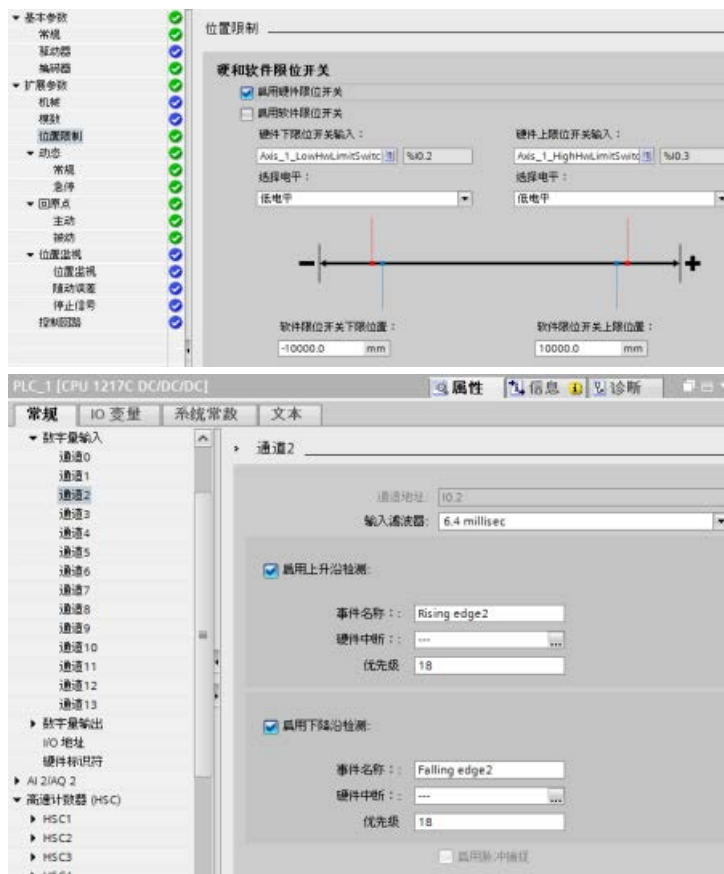 基本参数
常规
驱动器
编码器
扩展参数
机械
模数
位置限制
动态
常规
急停
回原点
主动
被动
位置监视
位置监视
随动误差
停止信号
控制回路
位置限制
硬和软件限位开关
启用硬件限位开关
启用软件限位开关
硬件下限位开关输入：
硬件上限位开关输入：
Axis_1_LowHwLimitSwitc %I0.2
Axis_1_HighHwLimitSwitc %I0.3
选择电平：
选择电平：
低电平
低电平
软件限位开关下限位置：
软件限位开关上限位置：
-10000.0 mm
10000.0 mm
PLC_1 [CPU 1217C DC/DC/DC]
属性 信息 诊断
常规 IO 变量 系统常数 文本
数字量输入
通道0
通道1
通道2
通道3
通道4
通道5
通道6
通道7
通道8
通道9
通道10
通道11
通道12
通道13
数字量输出
I/O 地址
硬件标识符
AI 2/AQ 2
高速计数器 (HSC)
HSC1
HSC2
HSC3
通道2
通道地址: I0.2
输入滤波器: 6.4 millisec
启用上升沿检测:
事件名称：: Rising edge2
硬件中断：: ---
优先级 18
启用下降沿检测:
事件名称：: Falling edge2
硬件中断：: ---
优先级 18
启用脉冲捕捉